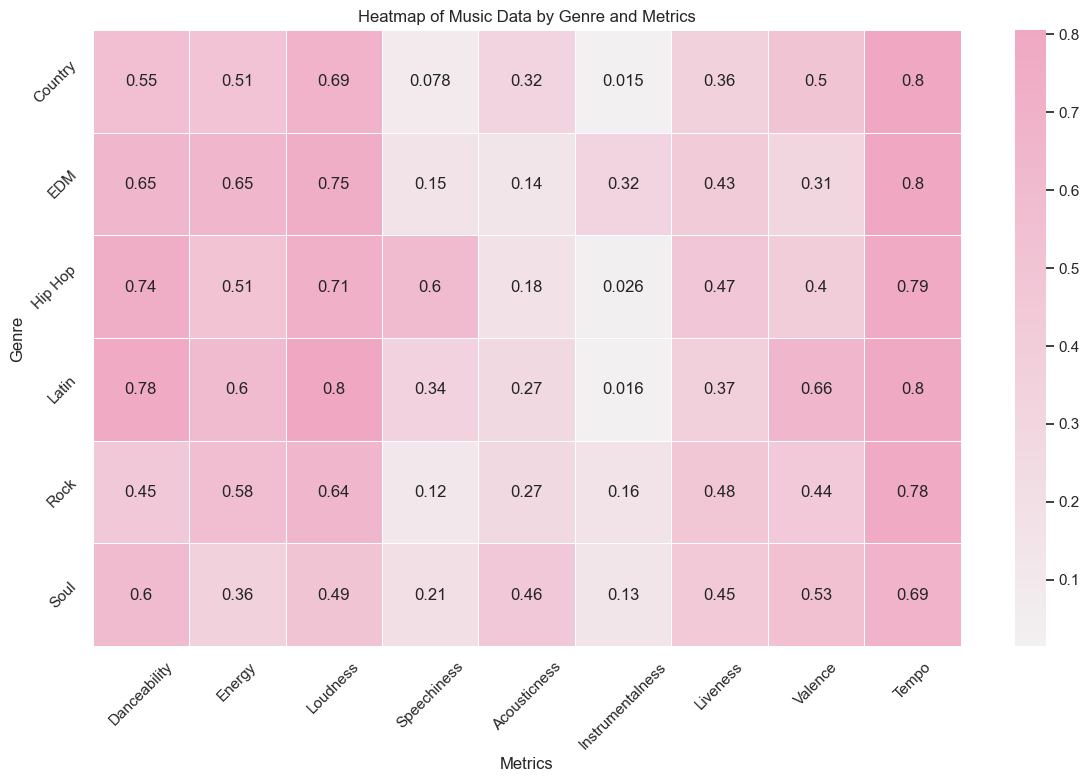 Heatmap of Music Data by Genre and Metrics
Country 0.55 0.51 0.69 0.078 0.32 0.015 0.36 0.5 0.8
EDM 0.65 0.65 0.75 0.15 0.14 0.32 0.43 0.31 0.8
Hip Hop 0.74 0.51 0.71 0.6 0.18 0.026 0.47 0.4 0.79
Latin 0.78 0.6 0.8 0.34 0.27 0.016 0.37 0.66 0.8
Rock 0.45 0.58 0.64 0.12 0.27 0.16 0.48 0.44 0.78
Soul 0.6 0.36 0.49 0.21 0.46 0.13 0.45 0.53 0.69
Genre
Danceability Energy Loudness Speechiness Acousticness Instrumentalness Liveness Valence Tempo
Metrics
0.8
0.7
0.6
0.5
0.4
0.3
0.2
0.1